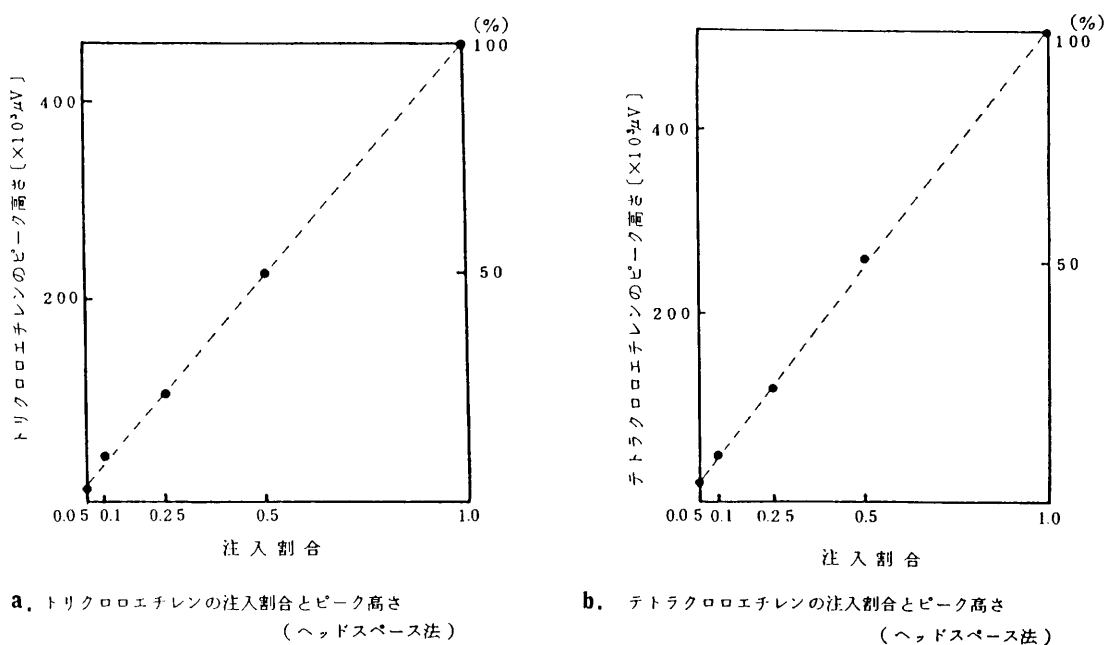 (%)
100
50
トリクロロエチレンのピーク高さ〔×10³μV〕
400
200
0.05 0.1 0.25 0.5 1.0
注入割合
a. トリクロロエチレンの注入割合とピーク高さ
(ヘッドスペース法)
(%)
100
50
テトラクロロエチレンのピーク高さ〔×10³μV〕
400
200
0.05 0.1 0.25 0.5 1.0
注入割合
b. テトラクロロエチレンの注入割合とピーク高さ
(ヘッドスペース法)